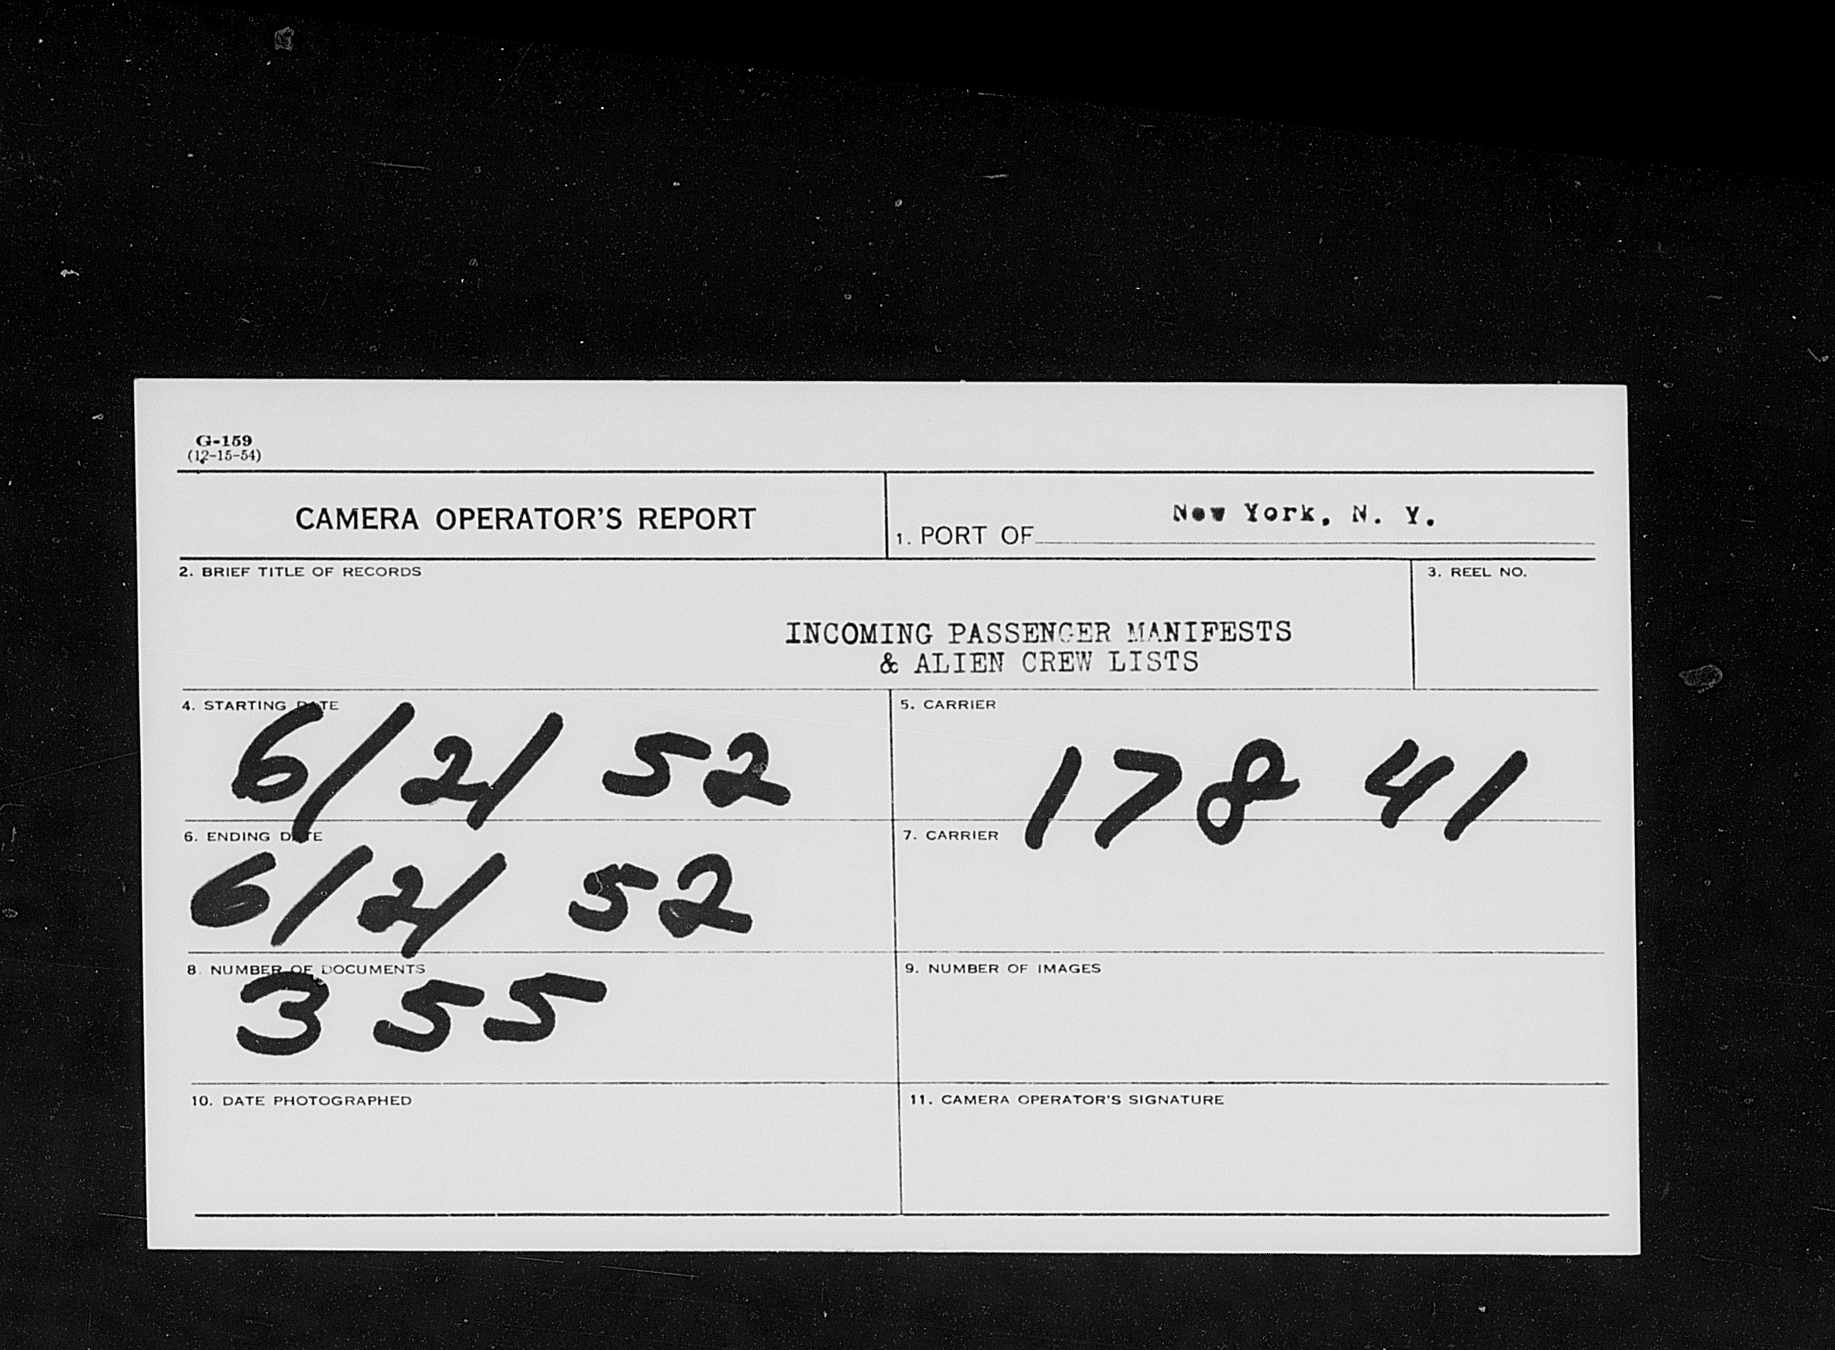 G-159
(12-15-54)
CAMERA OPERATOR'S REPORT
1. PORT OF New York, N. Y.
2. BRIEF TITLE OF RECORDS
3. REEL NO.
INCOMING PASSENGER MANIFESTS
& ALIEN CREW LISTS
4. STARTING DATE
6/2/52
5. CARRIER
178 41
6. ENDING DATE
6/2/52
7. CARRIER
8. NUMBER OF DOCUMENTS
355
9. NUMBER OF IMAGES
10. DATE PHOTOGRAPHED
11. CAMERA OPERATOR'S SIGNATURE